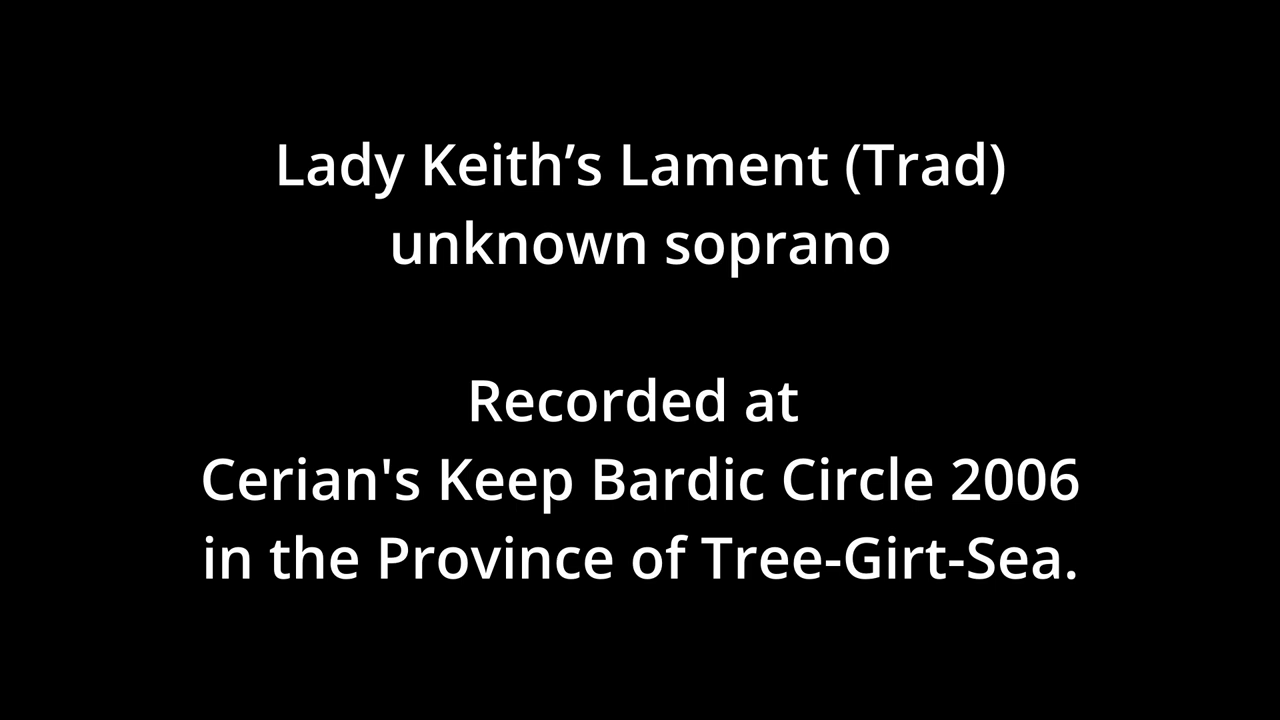 Lady Keith’s Lament (Trad)
unknown soprano
Recorded at
Cerian's Keep Bardic Circle 2006
in the Province of Tree-Girt-Sea.